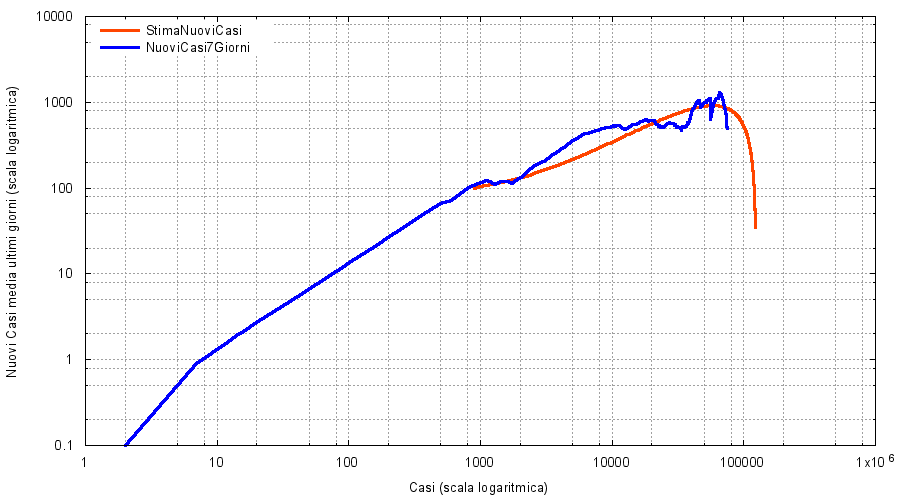 10000
1000
100
10
1
0.1
Nuovi Casi media ultimi giorni (scala logaritmica)
StimaNuoviCasi
NuoviCasi7Giorni
1 10 100 1000 10000 100000 1x10 6
Casi (scala logaritmica)